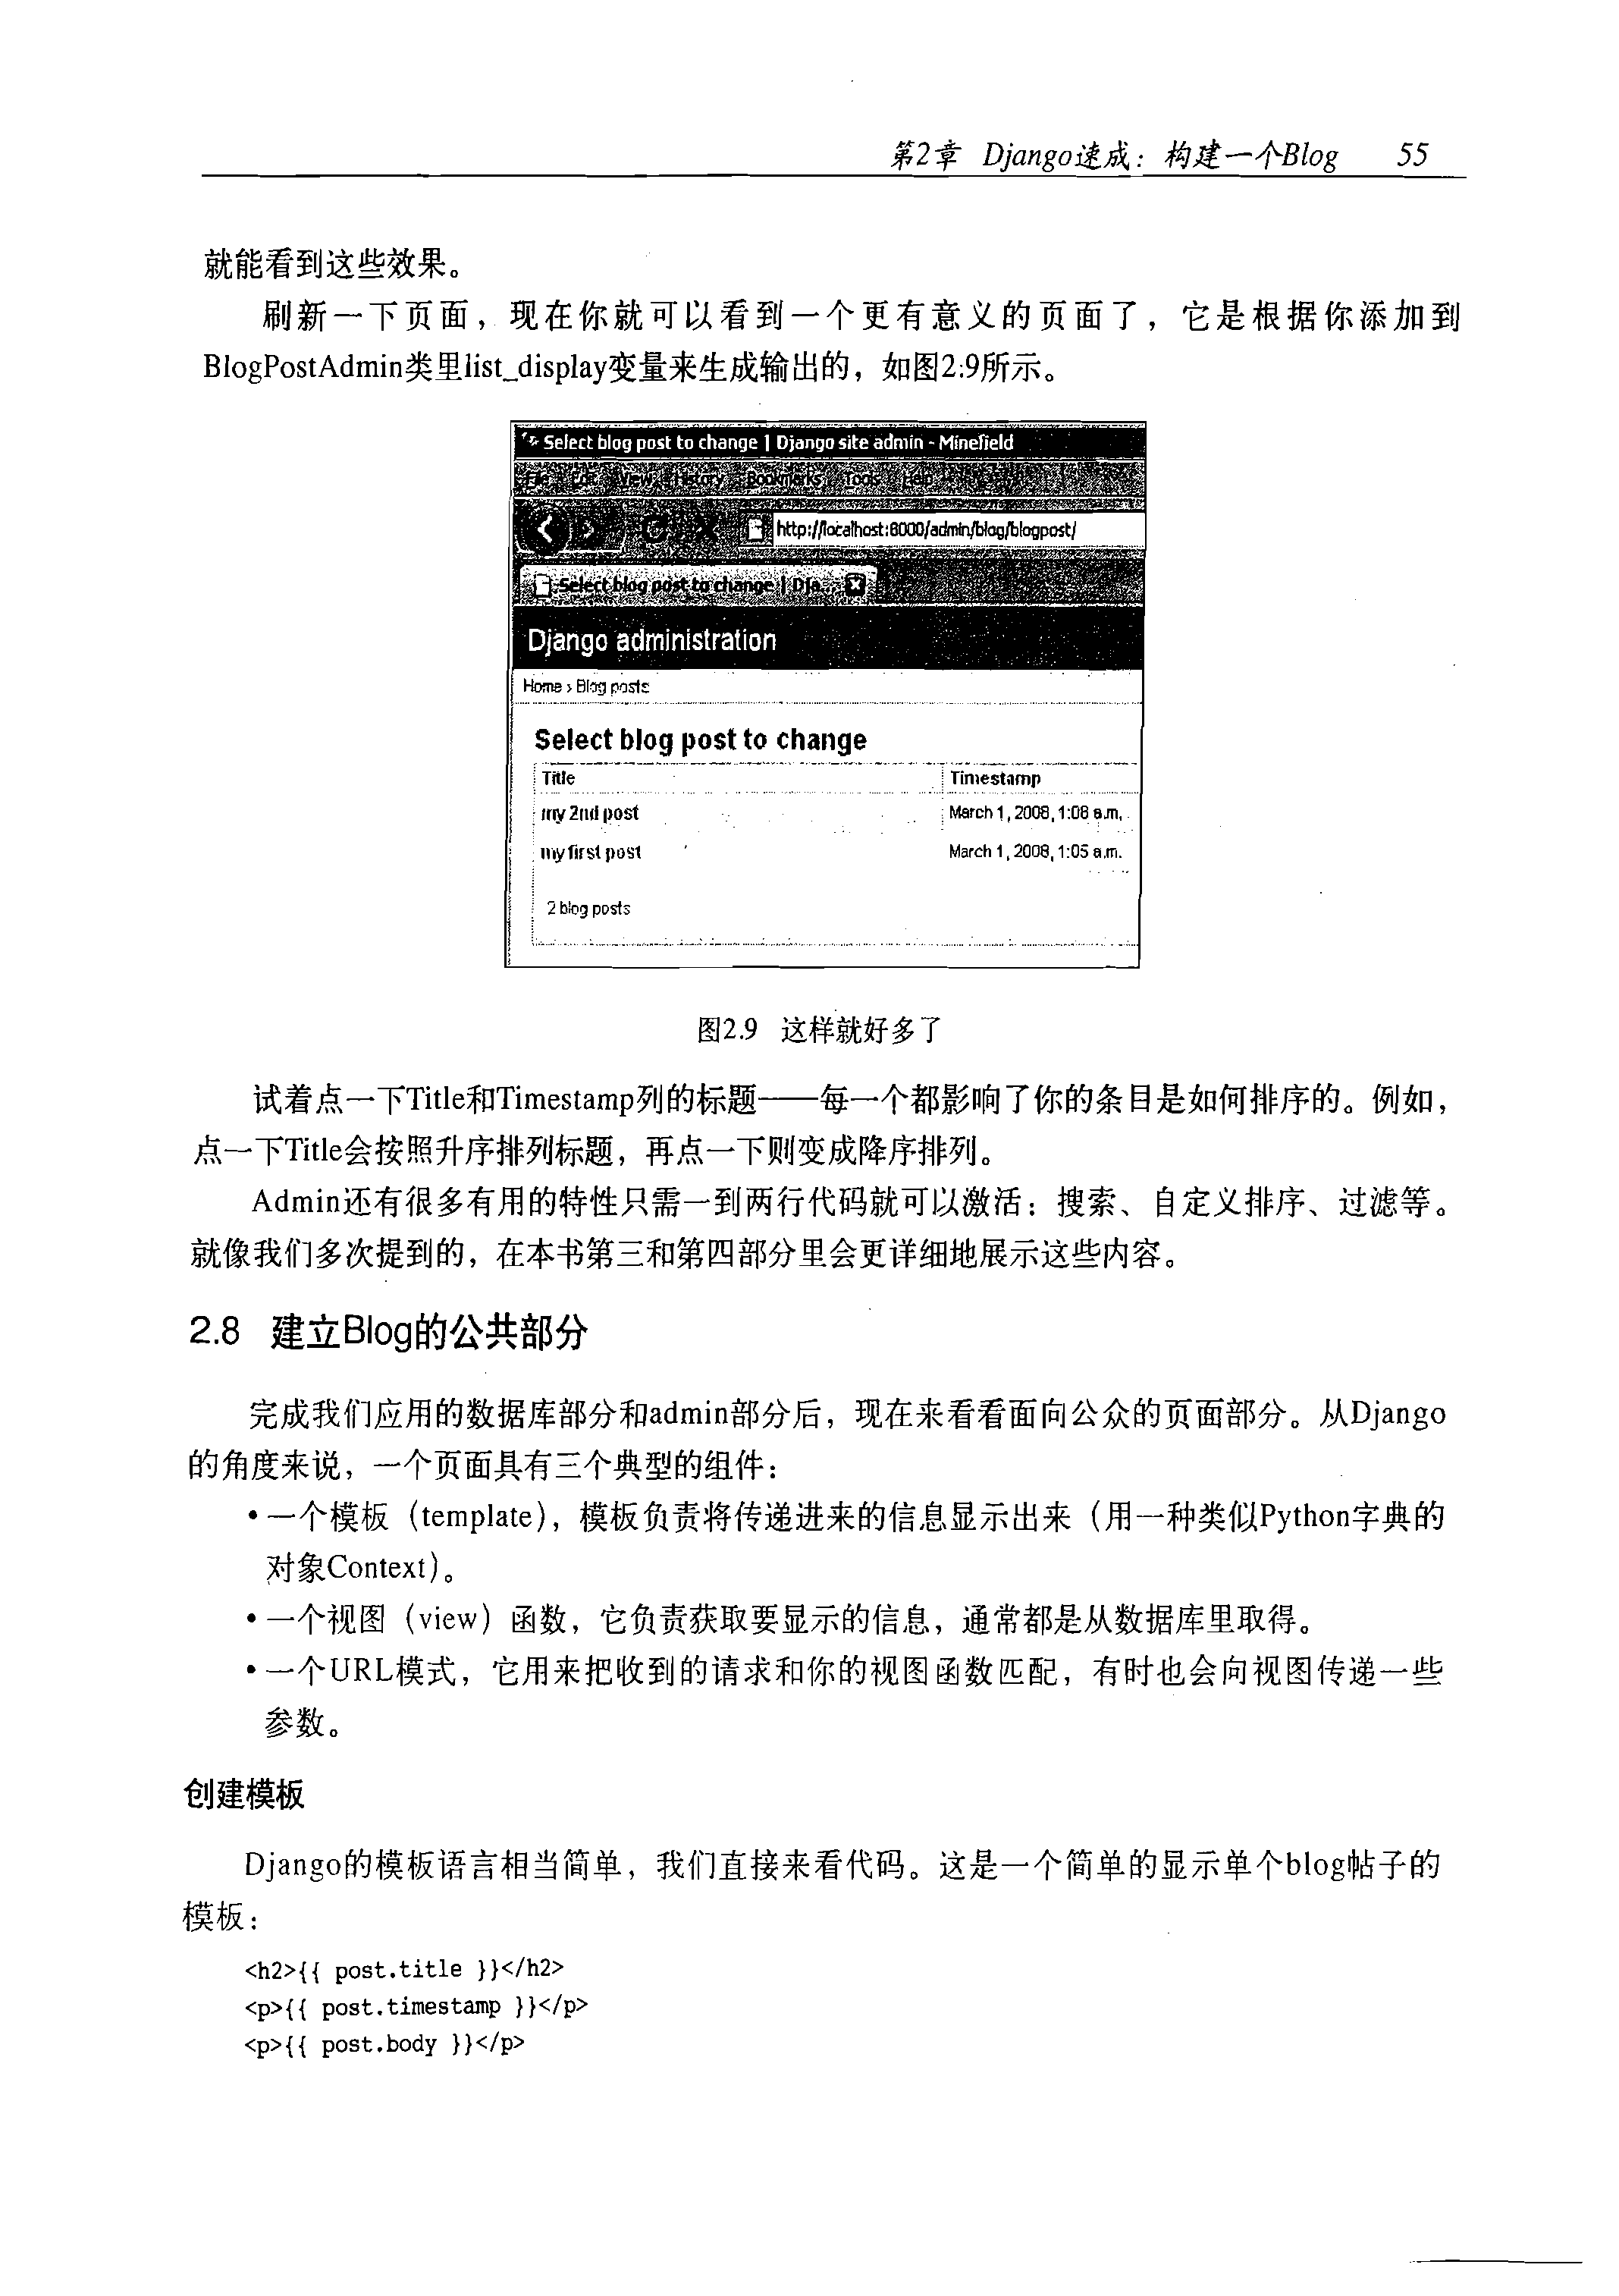 第2章 Django速成：构建一个Blog 55
就能看到这些效果。
刷新一下页面，现在你就可以看到一个更有意义的页面了，它是根据你添加到
BlogPostAdmin类里list_display变量来生成输出的，如图2.9所示。
Select blog post to change | Django site admin - Minefield
File Edit View History Bookmarks Tools Help
http://localhost:8000/admin/blog/blogpost/
Select blog post to change | Dja...
Django administration
Home › Blog posts
Select blog post to change
Title Timestamp
my 2nd post March 1, 2008, 1:08 a.m.
my first post March 1, 2008, 1:05 a.m.
2 blog posts
图2.9 这样就好多了
试着点一下Title和Timestamp列的标题——每一个都影响了你的条目是如何排序的。例如，
点一下Title会按照升序排列标题，再点一下则变成降序排列。
Admin还有很多有用的特性只需一到两行代码就可以激活：搜索、自定义排序、过滤等。
就像我们多次提到的，在本书第三和第四部分里会更详细地展示这些内容。
2.8 建立Blog的公共部分
完成我们应用的数据库部分和admin部分后，现在来看看面向公众的页面部分。从Django
的角度来说，一个页面具有三个典型的组件：
•一个模板（template），模板负责将传递进来的信息显示出来（用一种类似Python字典的
对象Context）。
•一个视图（view）函数，它负责获取要显示的信息，通常都是从数据库里取得。
•一个URL模式，它用来把收到的请求和你的视图函数匹配，有时也会向视图传递一些
参数。
创建模板
Django的模板语言相当简单，我们直接来看代码。这是一个简单的显示单个blog帖子的
模板：
<h2>{{ post.title }}</h2>
<p>{{ post.timestamp }}</p>
<p>{{ post.body }}</p>